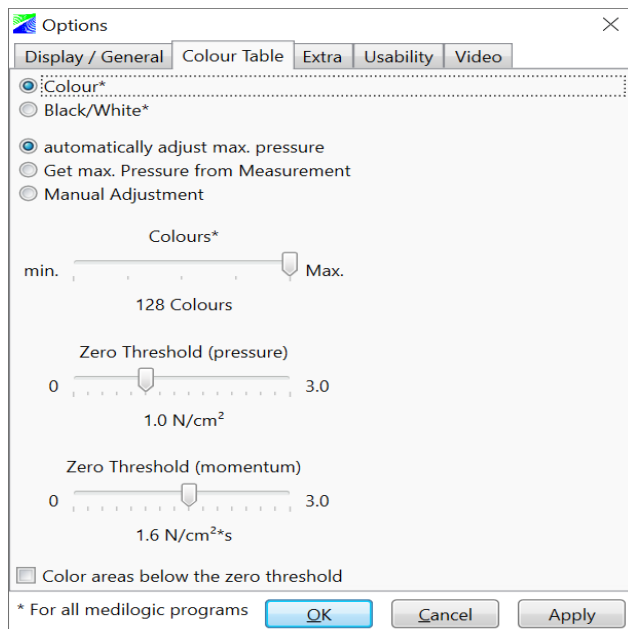 Options
Display / General Colour Table Extra Usability Video
Colour*
Black/White*
automatically adjust max. pressure
Get max. Pressure from Measurement
Manual Adjustment
Colours*
min. Max.
128 Colours
Zero Threshold (pressure)
0 3.0
1.0 N/cm²
Zero Threshold (momentum)
0 3.0
1.6 N/cm²*s
Color areas below the zero threshold
* For all medilogic programs OK Cancel Apply